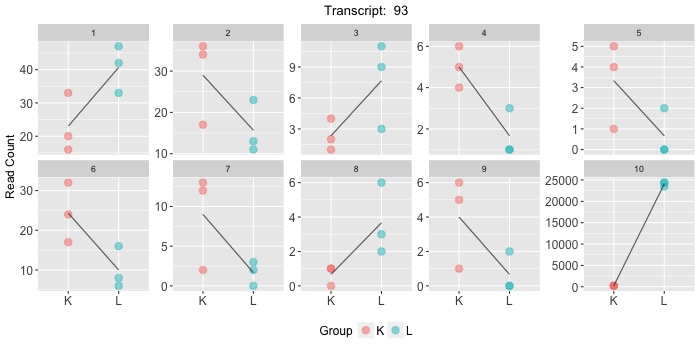 Transcript: 93
1 2 3 4 5
40 30 9 6 5
30 20 6 4 4
20 10 3 2 3
2
1
0
Read Count
6 7 8 9 10
30 10 6 6 25000
20 5 4 4 20000
10 0 2 2 15000
0 0 10000
5000
0
K L K L K L K L K L
Group K L